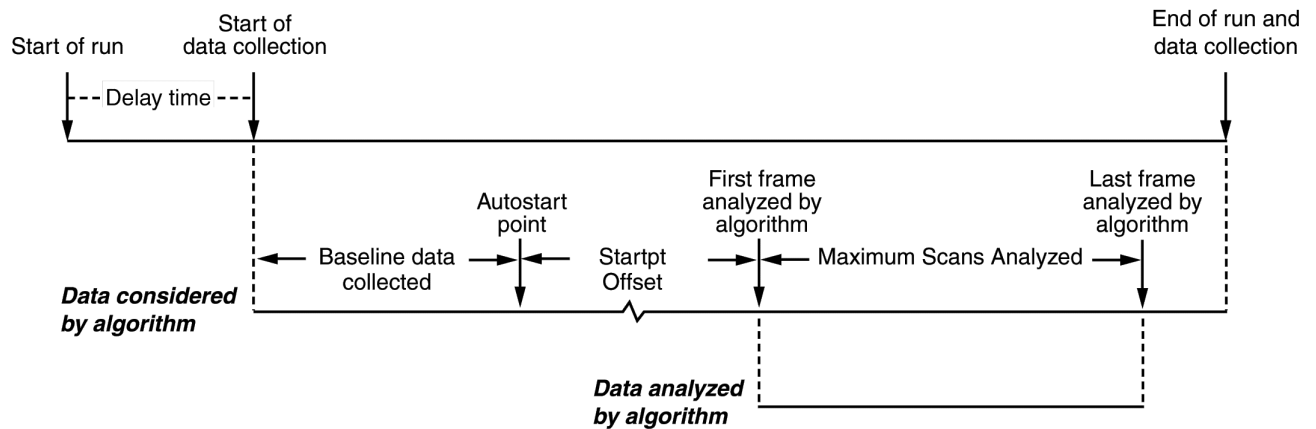 Start of run
Start of
data collection
End of run and
data collection
Delay time
Autostart
point
First frame
analyzed by
algorithm
Last frame
analyzed by
algorithm
Baseline data
collected
Startpt
Offset
Maximum Scans Analyzed
Data considered
by algorithm
Data analyzed
by algorithm